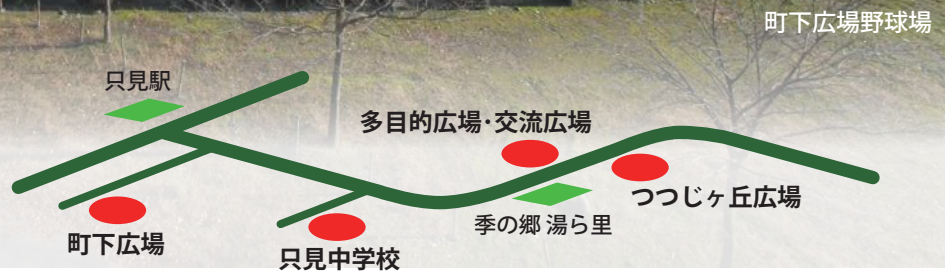 町下広場野球場
只見駅
多目的広場・交流広場
つつじヶ丘広場
季の郷 湯ら里
町下広場
只見中学校